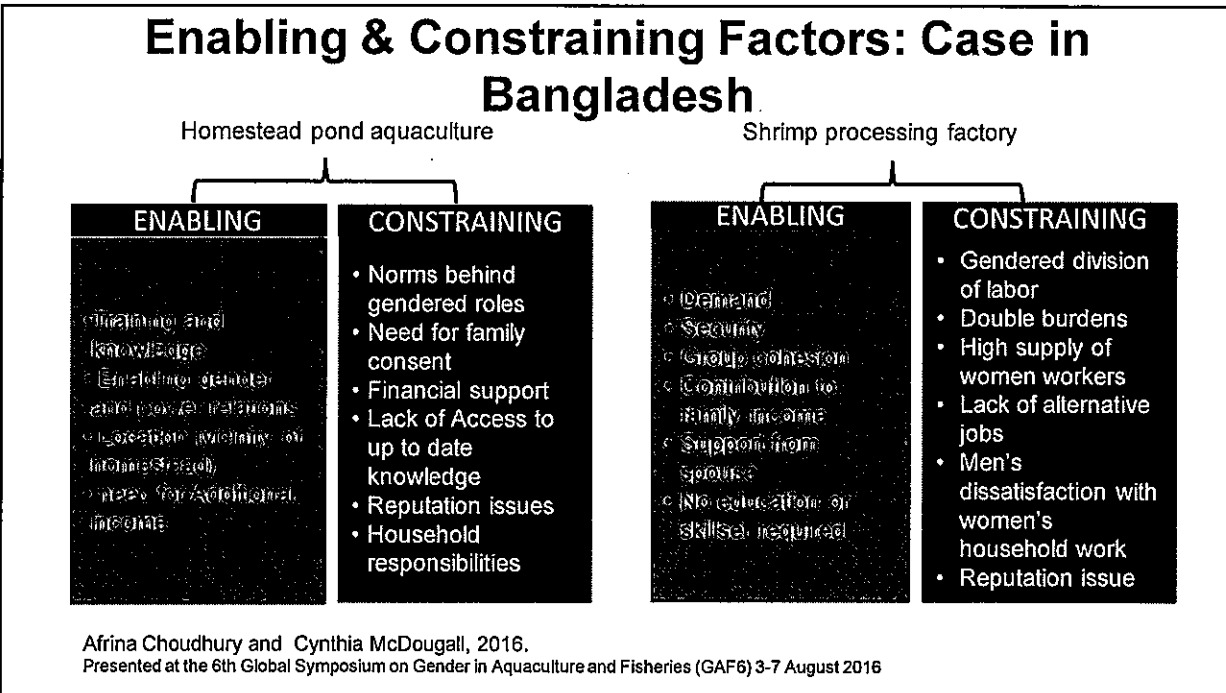 Enabling & Constraining Factors: Case in
Bangladesh
Homestead pond aquaculture
ENABLING
•Training and
knowledge
• Enabling gender
and power relations
• Location (vicinity of
homestead)
• need for Additional
income
CONSTRAINING
• Norms behind
gendered roles
• Need for family
consent
• Financial support
• Lack of Access to
up to date
knowledge
• Reputation issues
• Household
responsibilities
Shrimp processing factory
ENABLING
• Demand
• Security
• Group cohesion
• Contribution to
family income
• Support from
spouse
• No education or
skillset required
CONSTRAINING
• Gendered division
of labor
• Double burdens
• High supply of
women workers
• Lack of alternative
jobs
• Men's
dissatisfaction with
women's
household work
• Reputation issue
Afrina Choudhury and Cynthia McDougall, 2016.
Presented at the 6th Global Symposium on Gender in Aquaculture and Fisheries (GAF6) 3-7 August 2016